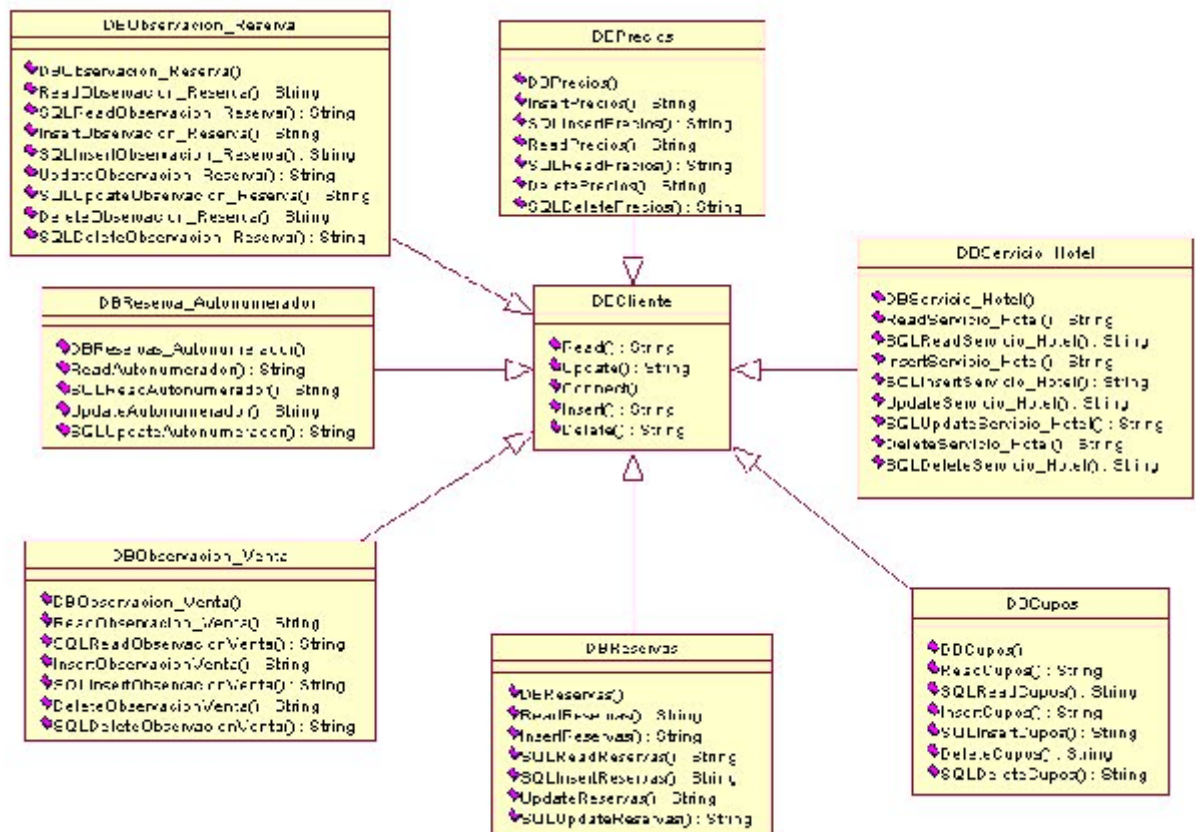 DBObservacion_Reserva
DBObservacion_Reserva()
ReadObservacion_Reserva() : String
SQLReadObservacion_Reserva() : String
InsertObservacion_Reserva() : String
SQLInsertObservacion_Reserva() : String
UpdateObservacion_Reserva() : String
SQLUpdateObservacion_Reserva() : String
DeleteObservacion_Reserva() : String
SQLDeleteObservacion_Reserva() : String
DBPrecios
DBPrecios()
InsertPrecios() : String
SQLInsertPrecios() : String
ReadPrecios() : String
SQLReadPrecios() : String
DeletePrecios() : String
SQLDeletePrecios() : String
DBReserva_Autonumerador
DBReservas_Autonumerador()
ReadAutonumerador() : String
SQLReadAutonumerador() : String
UpdateAutonumerador() : String
SQLUpdateAutonumerador() : String
DBCliente
Read() : String
Update() : String
Connect()
Insert() : String
Delete() : String
DBServicio_Hotel
DBServicio_Hotel()
ReadServicio_Hotel() : String
SQLReadServicio_Hotel() : String
InsertServicio_Hotel() : String
SQLInsertServicio_Hotel() : String
UpdateServicio_Hotel() : String
SQLUpdateServicio_Hotel() : String
DeleteServicio_Hotel() : String
SQLDeleteServicio_Hotel() : String
DBObservacion_Venta
DBObservacion_Venta()
ReadObservacion_Venta() : String
SQLReadObservacionVenta() : String
InsertObservacionVenta() : String
SQLInsertObservacionVenta() : String
DeleteObservacionVenta() : String
SQLDeleteObservacionVenta() : String
DBReservas
DBReservas()
ReadReservas() : String
InsertReservas() : String
SQLReadReservas() : String
SQLInsertReservas() : String
UpdateReservas() : String
SQLUpdateReservas() : String
DBCupos
DBCupos()
ReadCupos() : String
SQLReadCupos() : String
InsertCupos() : String
SQLInsertCupos() : String
DeleteCupos() : String
SQLDeleteCupos() : String